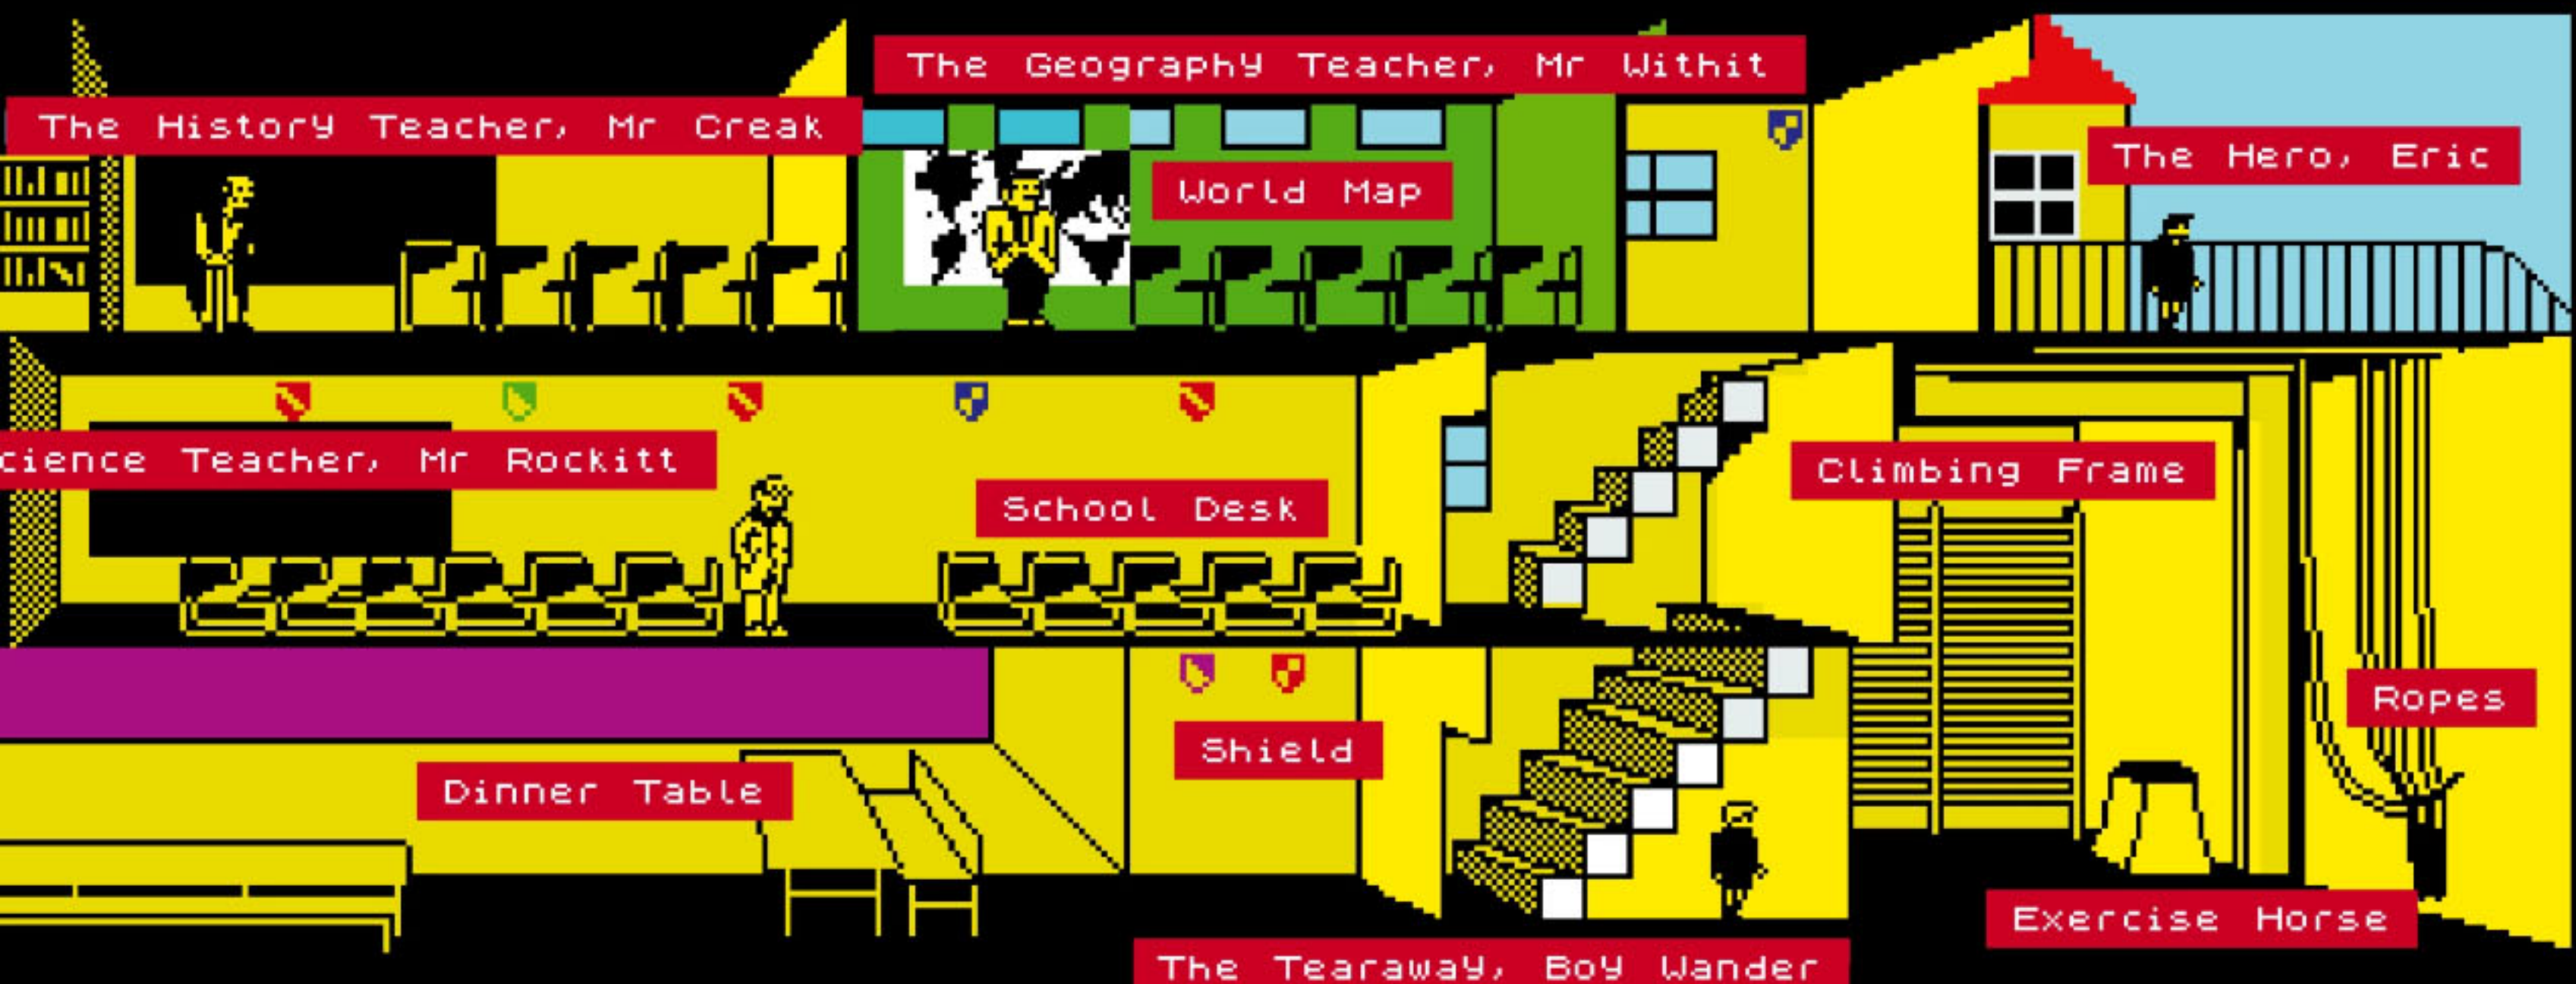 The Geography Teacher, Mr Withit
The History Teacher, Mr Creak
The Hero, Eric
World Map
cience Teacher, Mr Rockitt
Climbing Frame
School Desk
Ropes
Shield
Dinner Table
Exercise Horse
The Tearaway, Boy Wander